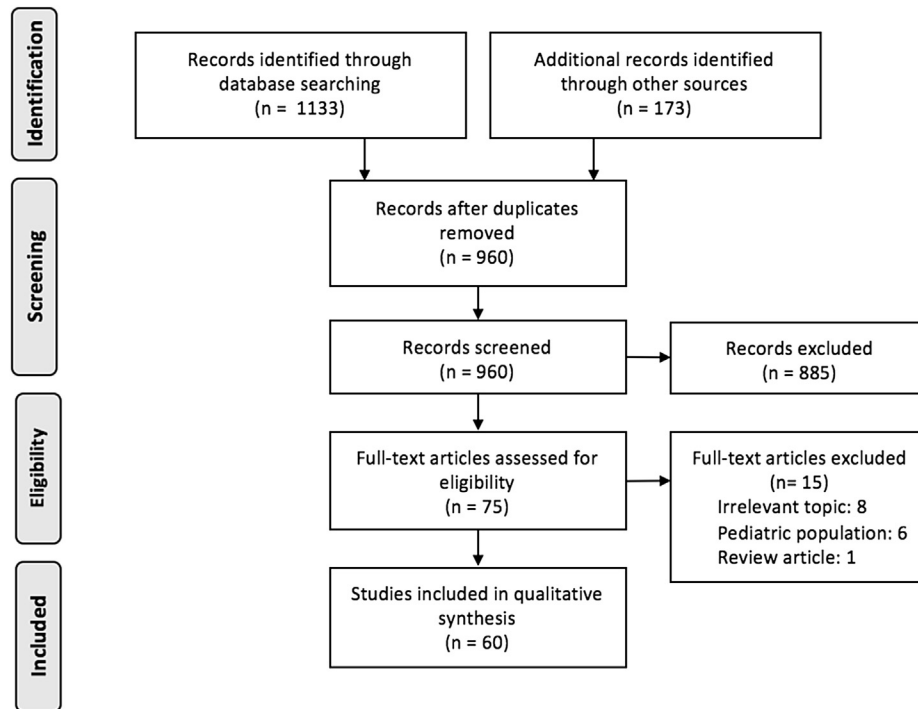 Identification
Records identified through
database searching
(n = 1133)
Additional records identified
through other sources
(n = 173)
Screening
Records after duplicates
removed
(n = 960)
Records screened
(n = 960)
Records excluded
(n = 885)
Eligibility
Full-text articles assessed for
eligibility
(n = 75)
Full-text articles excluded
(n= 15)
Irrelevant topic: 8
Pediatric population: 6
Review article: 1
Included
Studies included in qualitative
synthesis
(n = 60)